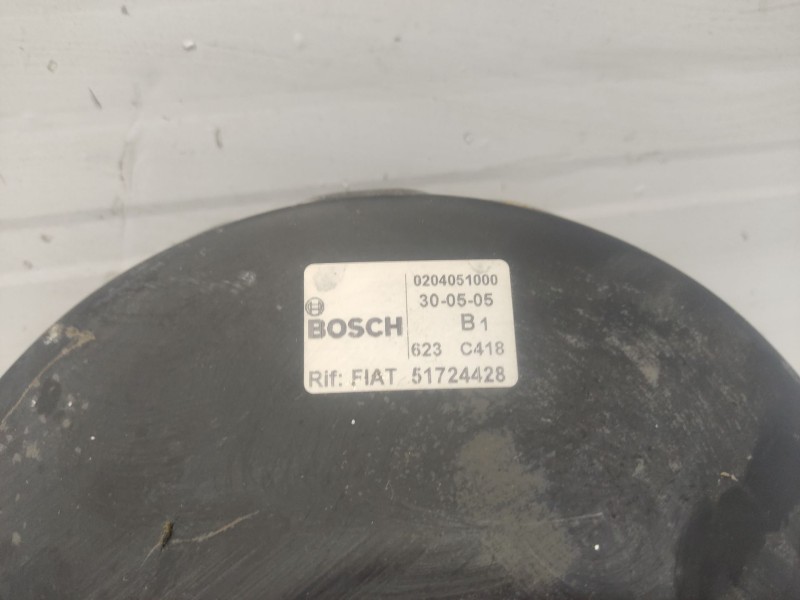 0204051000
30-05-05
BOSCH B1
623 C418
Rif: FIAT 51724428